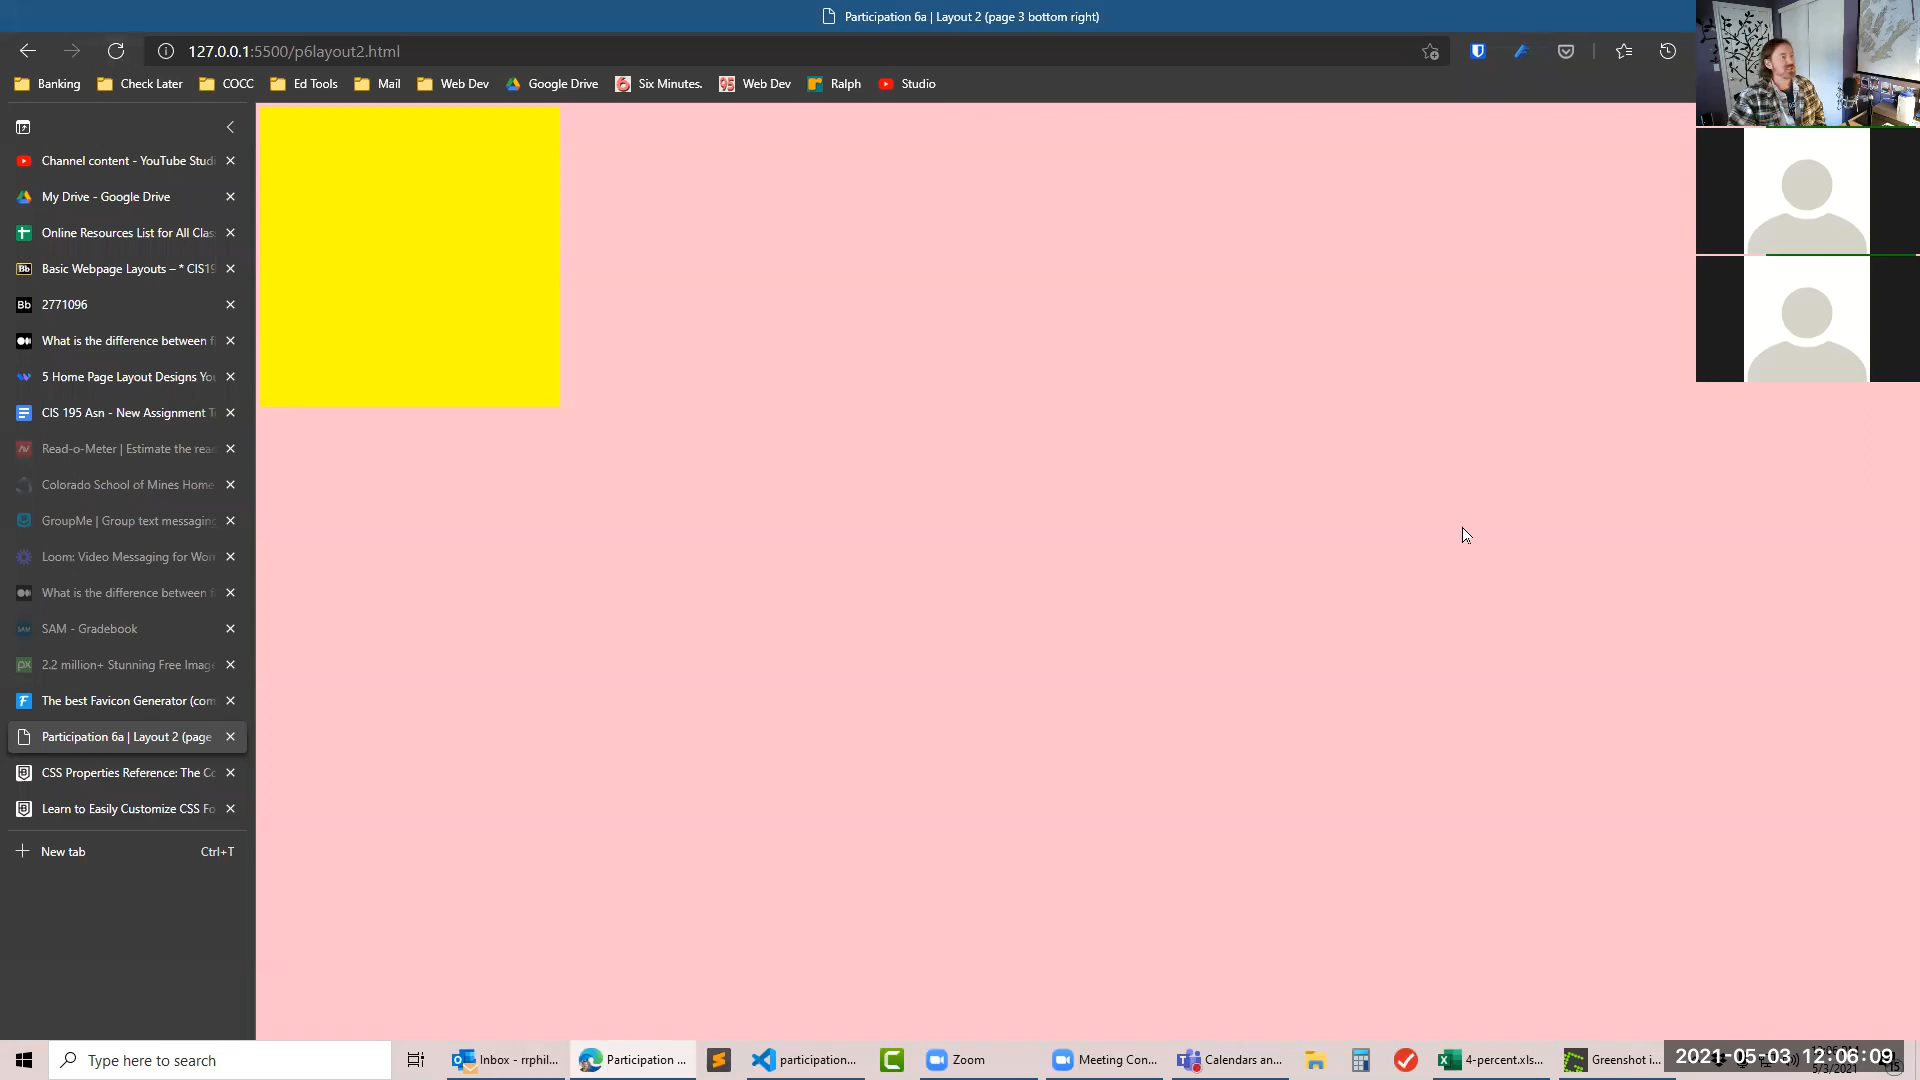 Participation 6a | Layout 2 (page 3 bottom right)
127.0.0.1:5500/p6layout2.html
Banking Check Later COCC Ed Tools Mail Web Dev Google Drive Six Minutes. Web Dev Ralph Studio
Channel content - YouTube Studi
My Drive - Google Drive
Online Resources List for All Clas
Basic Webpage Layouts – * CIS19
2771096
What is the difference between f
5 Home Page Layout Designs You
CIS 195 Asn - New Assignment T
Read-o-Meter | Estimate the rea
Colorado School of Mines Home
GroupMe | Group text messaging
Loom: Video Messaging for Wor
What is the difference between f
SAM - Gradebook
2.2 million+ Stunning Free Image
The best Favicon Generator (com
Participation 6a | Layout 2 (page
CSS Properties Reference: The Co
Learn to Easily Customize CSS Fo
New tab Ctrl+T
Type here to search
Inbox - rrphil... Participation ... participation... Zoom Meeting Con... Calendars an... 4-percent.xls... Greenshot i...
2021-05-03 12:06:09
5/3/2021